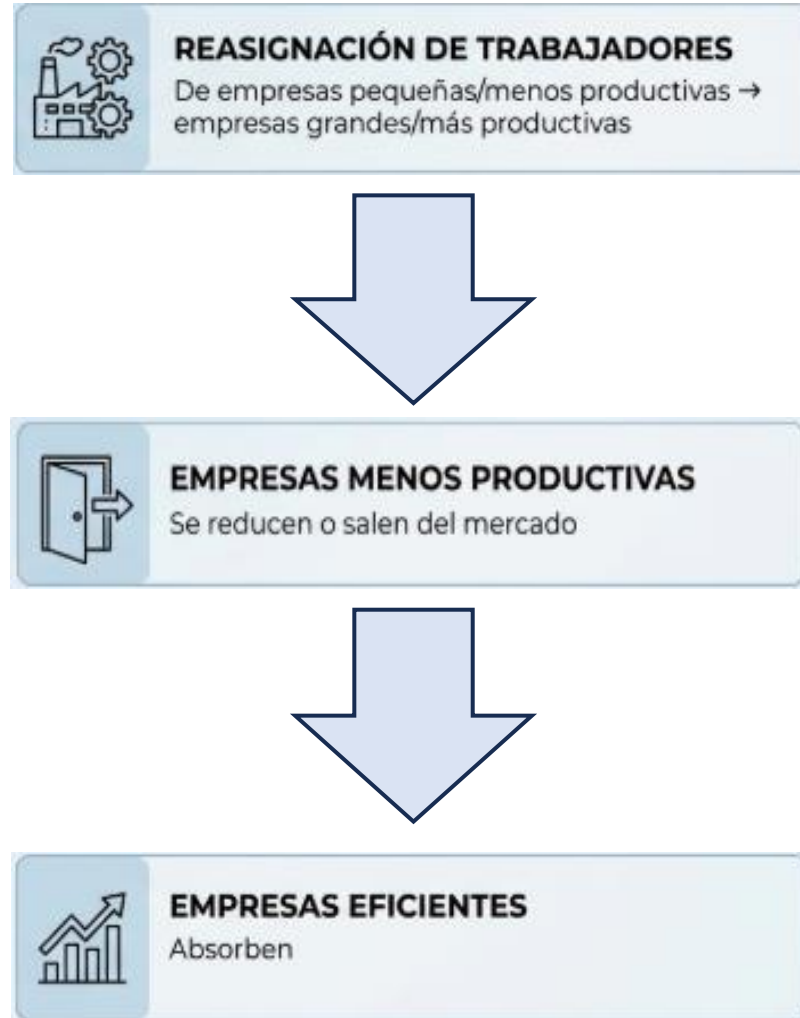 REASIGNACIÓN DE TRABAJADORES
De empresas pequeñas/menos productivas →
empresas grandes/más productivas
EMPRESAS MENOS PRODUCTIVAS
Se reducen o salen del mercado
EMPRESAS EFICIENTES
Absorben